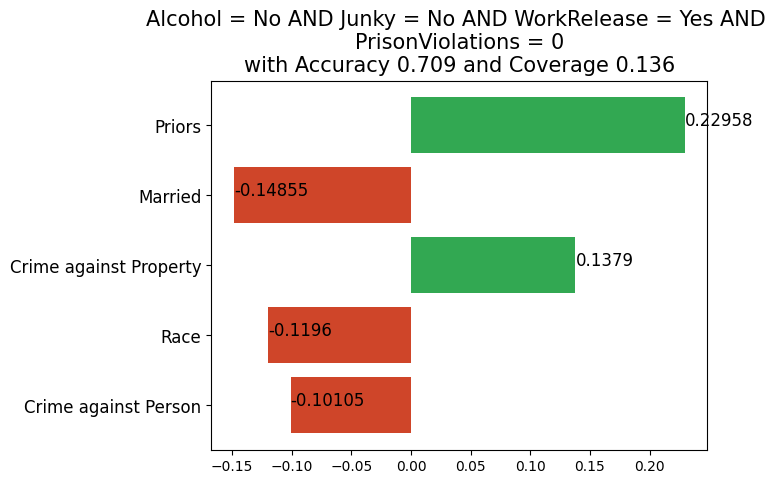 Alcohol = No AND Junky = No AND WorkRelease = Yes AND
PrisonViolations = 0
with Accuracy 0.709 and Coverage 0.136
Priors
0.22958
Married
-0.14855
Crime against Property
0.1379
Race
-0.1196
Crime against Person
-0.10105
−0.15 −0.10 −0.05 0.00 0.05 0.10 0.15 0.20